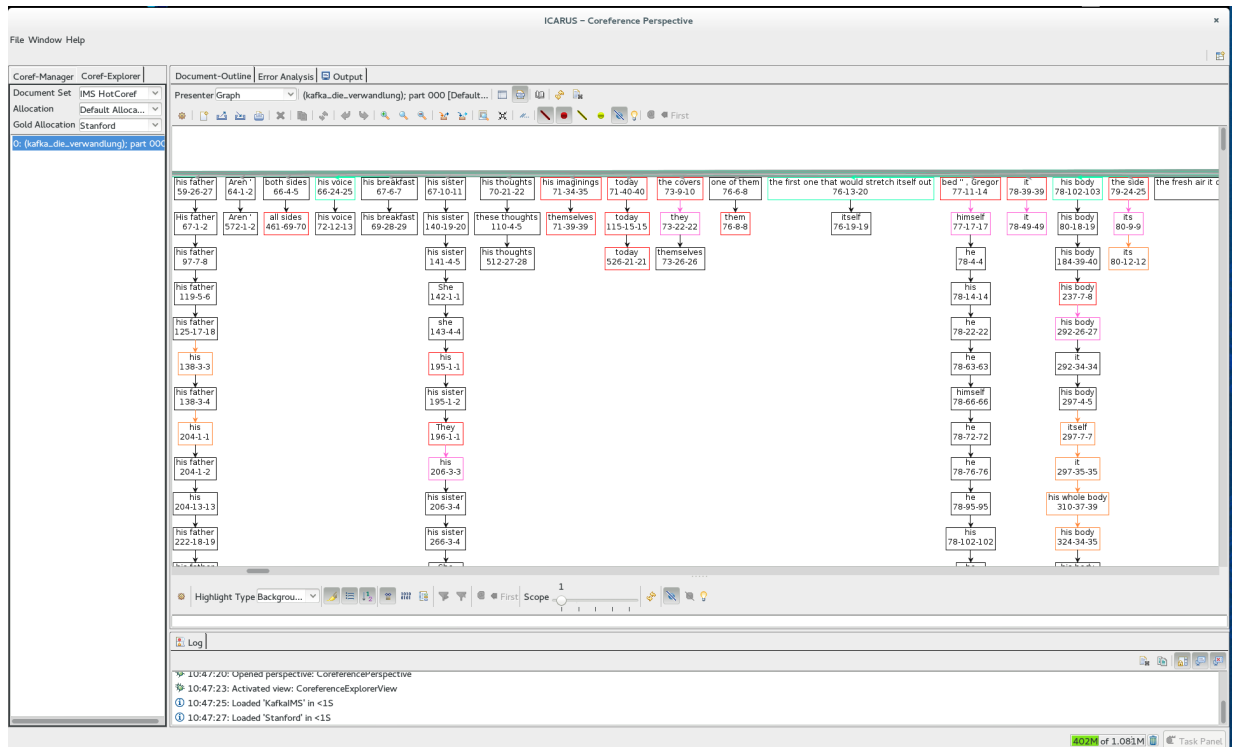 ICARUS – Coreference Perspective
×
File Window Help
Coref-Manager Coref-Explorer
Document Set IMS HotCoref
Allocation Default Alloca...
Gold Allocation Stanford
0: (kafka_die_verwandlung); part 000
Document-Outline Error Analysis Output
Presenter Graph (kafka_die_verwandlung); part 000 [Default...
First
his father Aren ' both sides his voice his breakfast his sister his thoughts his imaginings today the covers one of them the first one that would stretch itself out bed " , Gregor it his body the side the fresh air it
59-26-27 64-1-2 66-4-5 66-24-25 67-6-7 67-10-11 70-21-22 71-34-35 71-40-40 73-9-10 76-6-8 76-13-20 77-11-14 78-39-39 78-102-103 79-24-25
His father Aren ' all sides his voice his breakfast his sister these thoughts themselves today they them itself himself it his body its
67-1-2 572-1-2 461-69-70 72-12-13 69-28-29 140-19-20 110-4-5 71-39-39 115-15-15 73-22-22 76-8-8 76-19-19 77-17-17 78-49-49 80-18-19 80-9-9
his father his sister his thoughts today themselves he his body its
97-7-8 141-4-5 512-27-28 526-21-21 73-26-26 78-4-4 184-39-40 80-12-12
his father She his his body
119-5-6 142-1-1 78-14-14 237-7-8
his father she he his body
125-17-18 143-4-4 78-22-22 292-26-27
his his he it
138-3-3 195-1-1 78-63-63 292-34-34
his father his sister himself his body
138-3-4 195-1-2 78-66-66 297-4-5
his They he itself
204-1-1 196-1-1 78-72-72 297-7-7
his father his he it
204-1-2 206-3-3 78-76-76 297-35-35
his his sister he his whole body
204-13-13 206-3-4 78-95-95 310-37-39
his father his sister his his body
222-18-19 266-3-4 78-102-102 324-34-35
Highlight Type Backgrou... First Scope 1
Log
10:47:20: Opened perspective: CoreferencePerspective
10:47:23: Activated view: CoreferenceExplorerView
10:47:25: Loaded 'KafkaIMS' in <1S
10:47:27: Loaded 'Stanford' in <1S
402M of 1.081M Task Panel